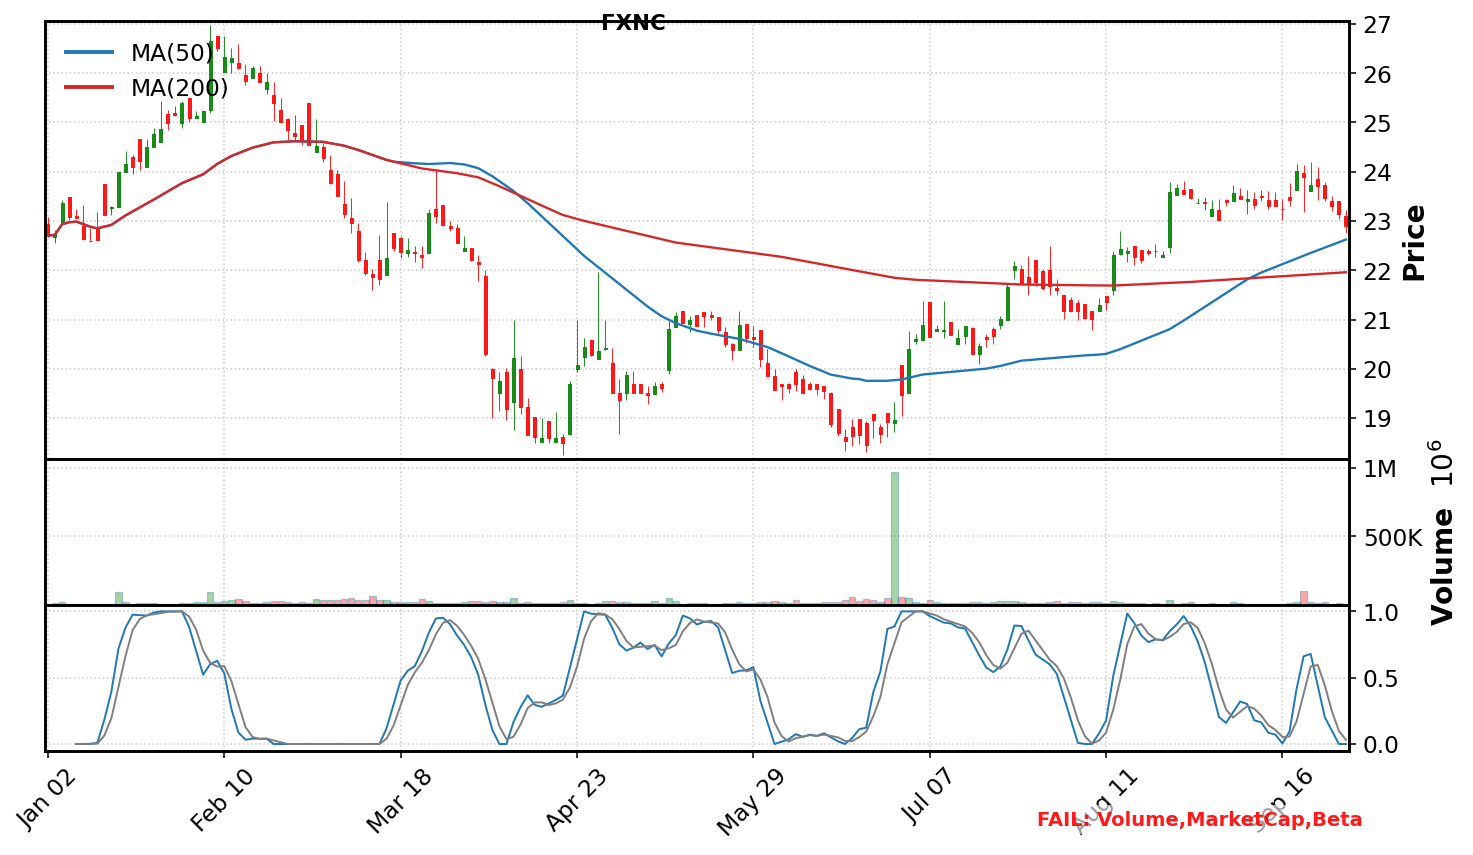 FXNC
MA(50)
MA(200)
27
26
25
24
23
22
21
20
19
Price
1M
500K
Volume 10⁶
1.0
0.5
0.0
Jan 02
Feb 10
Mar 18
Apr 23
May 29
Jul 07
Aug 11
Sep 16
FAIL: Volume,MarketCap,Beta